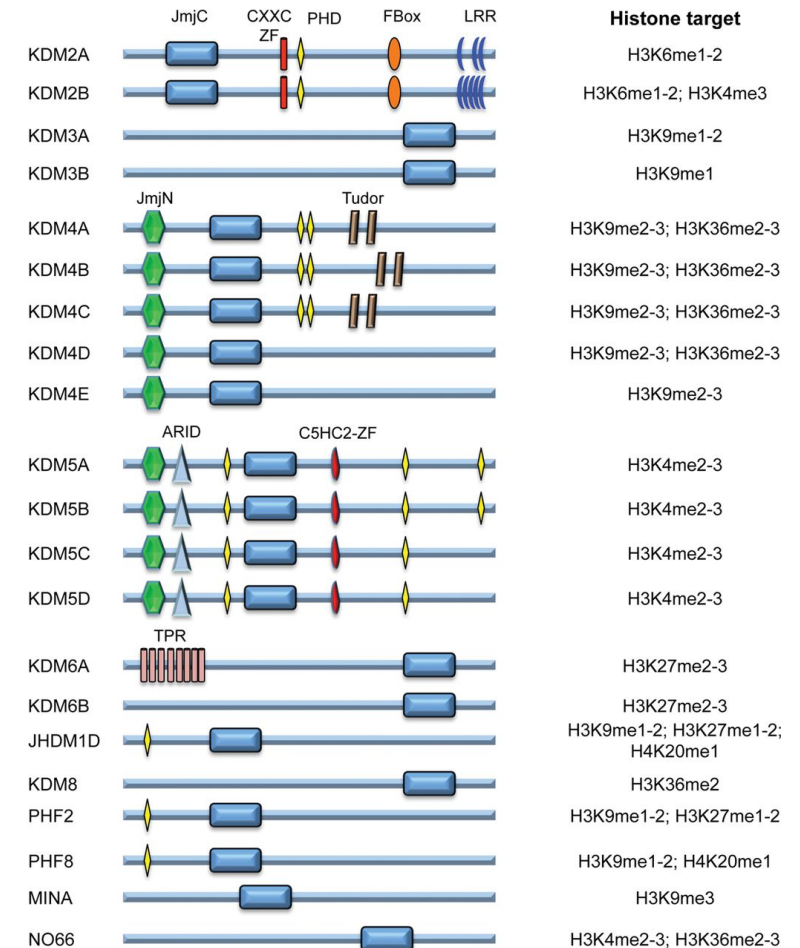 JmjC CXXC ZF PHD FBox LRR Histone target
KDM2A H3K6me1-2
KDM2B H3K6me1-2; H3K4me3
KDM3A H3K9me1-2
KDM3B H3K9me1
JmjN Tudor
KDM4A H3K9me2-3; H3K36me2-3
KDM4B H3K9me2-3; H3K36me2-3
KDM4C H3K9me2-3; H3K36me2-3
KDM4D H3K9me2-3; H3K36me2-3
KDM4E H3K9me2-3
ARID C5HC2-ZF
KDM5A H3K4me2-3
KDM5B H3K4me2-3
KDM5C H3K4me2-3
KDM5D H3K4me2-3
TPR
KDM6A H3K27me2-3
KDM6B H3K27me2-3
JHDM1D H3K9me1-2; H3K27me1-2;
H4K20me1
KDM8 H3K36me2
PHF2 H3K9me1-2; H3K27me1-2
PHF8 H3K9me1-2; H4K20me1
MINA H3K9me3
NO66 H3K4me2-3; H3K36me2-3